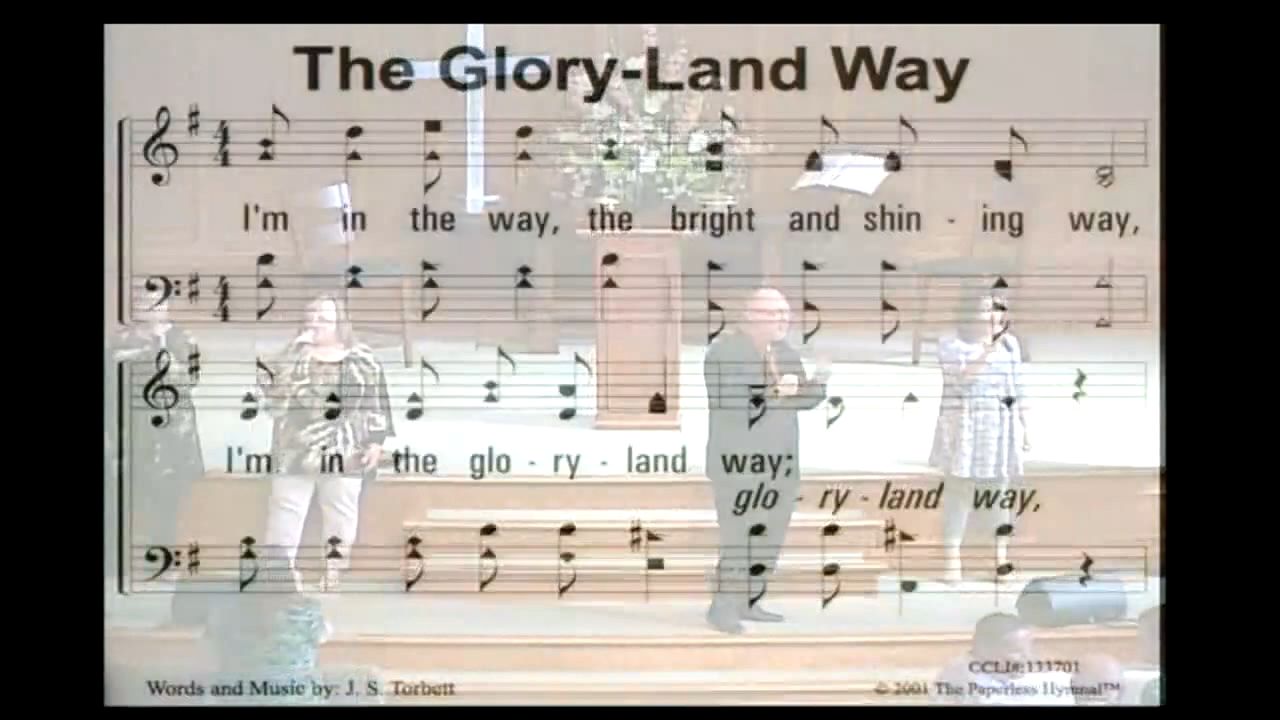 The Glory-Land Way
I'm in the way, the bright and shin - ing way,
I'm in the glo - ry - land way;
glo - ry - land way,
CCLI#:133701
Words and Music by: J. S. Torbett
© 2001 The Paperless Hymnal™